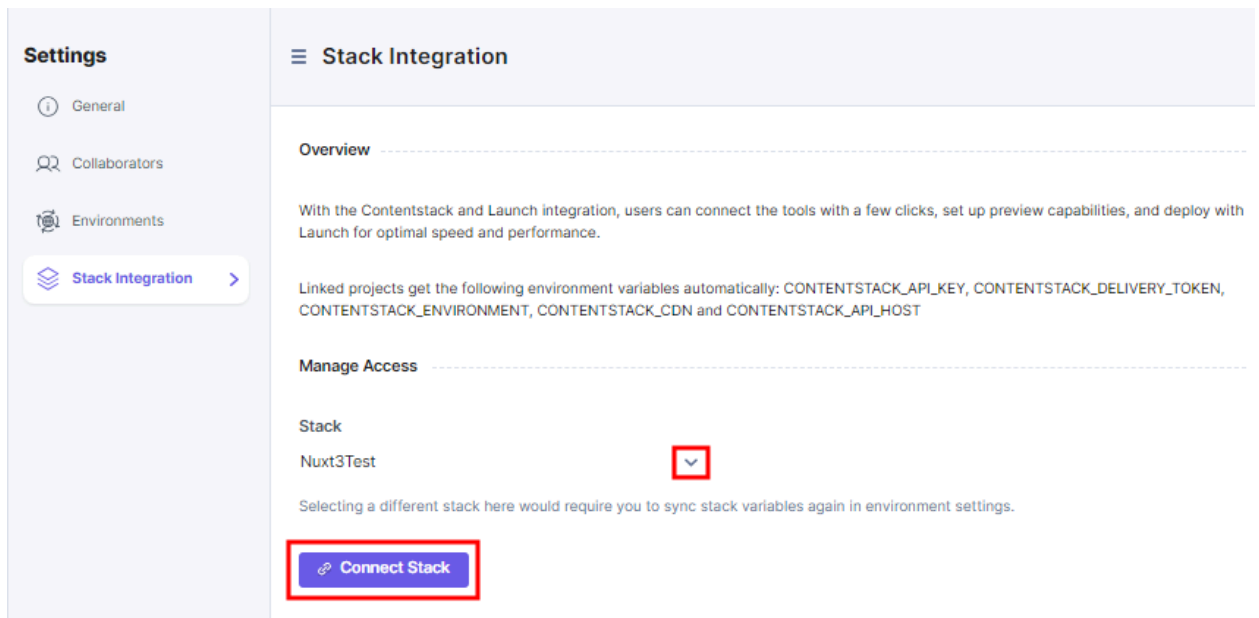 Settings
General
Collaborators
Environments
Stack Integration
Stack Integration
Overview
With the Contentstack and Launch integration, users can connect the tools with a few clicks, set up preview capabilities, and deploy with
Launch for optimal speed and performance.
Linked projects get the following environment variables automatically: CONTENTSTACK_API_KEY, CONTENTSTACK_DELIVERY_TOKEN,
CONTENTSTACK_ENVIRONMENT, CONTENTSTACK_CDN and CONTENTSTACK_API_HOST
Manage Access
Stack
Nuxt3Test
Selecting a different stack here would require you to sync stack variables again in environment settings.
Connect Stack